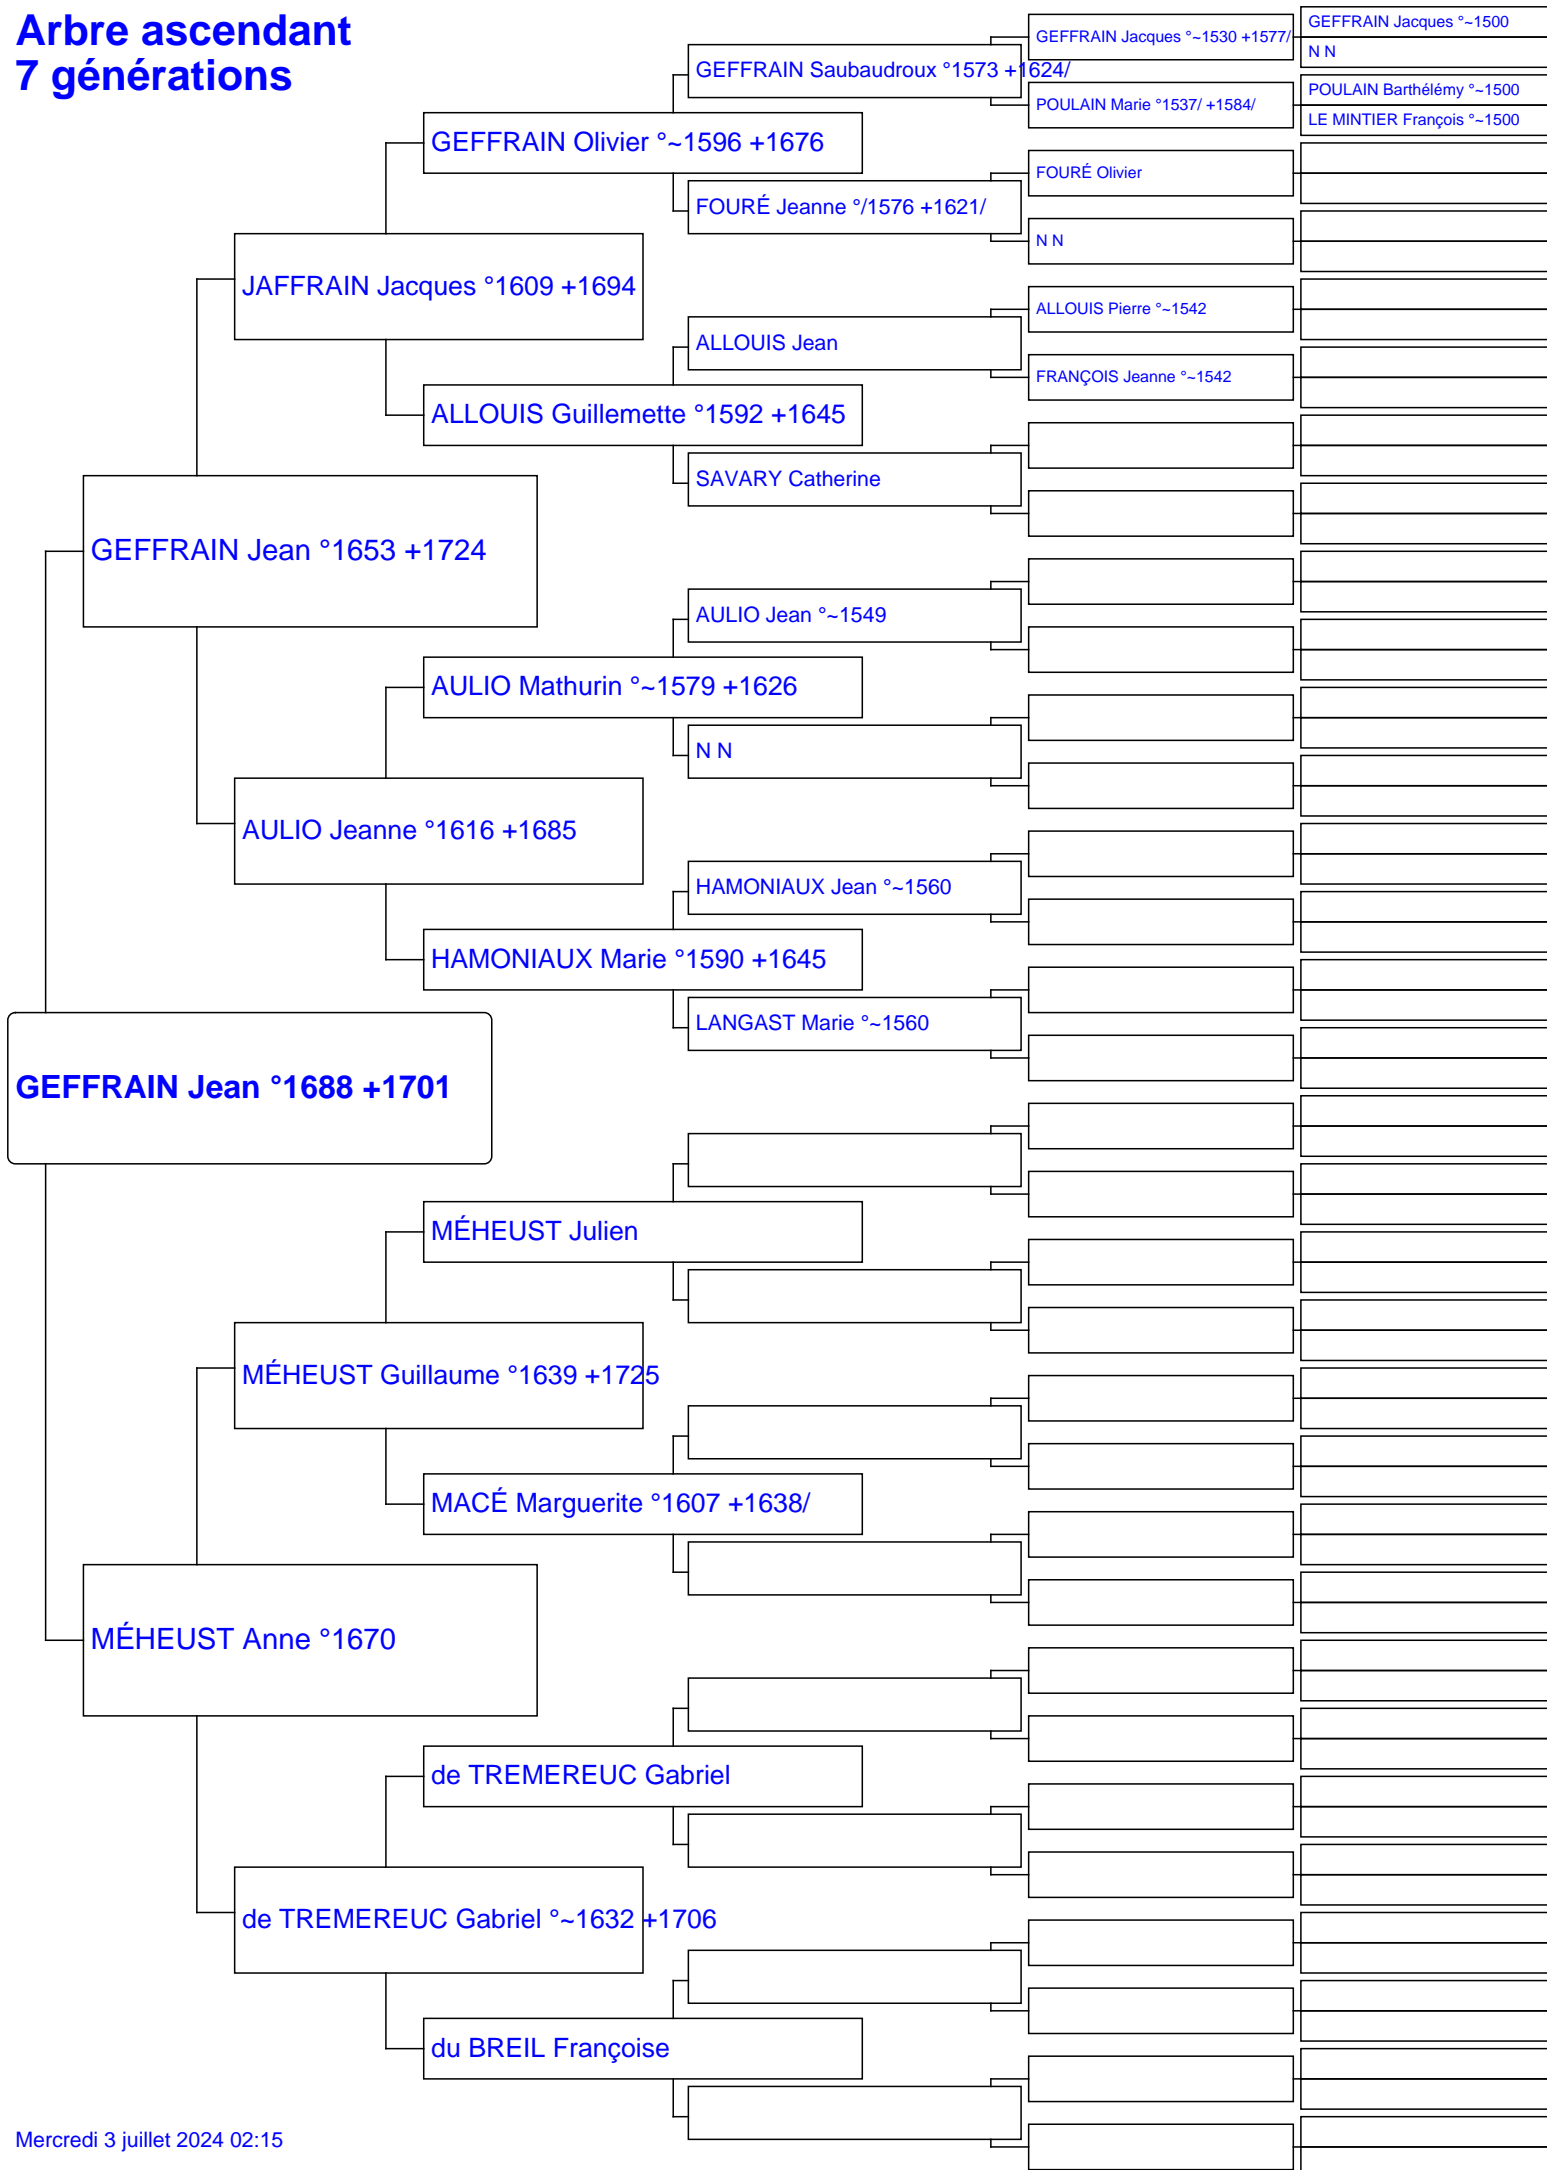 Arbre ascendant
7 générations
GEFFRAIN Jacques °~1500
GEFFRAIN Jacques °~1530 +1577/
N N
GEFFRAIN Saubaudroux °1573 +1624/
POULAIN Barthélémy °~1500
POULAIN Marie °1537/ +1584/
LE MINTIER François °~1500
GEFFRAIN Olivier °~1596 +1676
FOURÉ Olivier
FOURÉ Jeanne °/1576 +1621/
N N
JAFFRAIN Jacques °1609 +1694
ALLOUIS Pierre °~1542
ALLOUIS Jean
FRANÇOIS Jeanne °~1542
ALLOUIS Guillemette °1592 +1645
SAVARY Catherine
GEFFRAIN Jean °1653 +1724
AULIO Jean °~1549
AULIO Mathurin °~1579 +1626
N N
AULIO Jeanne °1616 +1685
HAMONIAUX Jean °~1560
HAMONIAUX Marie °1590 +1645
LANGAST Marie °~1560
GEFFRAIN Jean °1688 +1701
MÉHEUST Julien
MÉHEUST Guillaume °1639 +1725
MACÉ Marguerite °1607 +1638/
MÉHEUST Anne °1670
de TREMEREUC Gabriel
de TREMEREUC Gabriel °~1632 +1706
du BREIL Françoise
Mercredi 3 juillet 2024 02:15